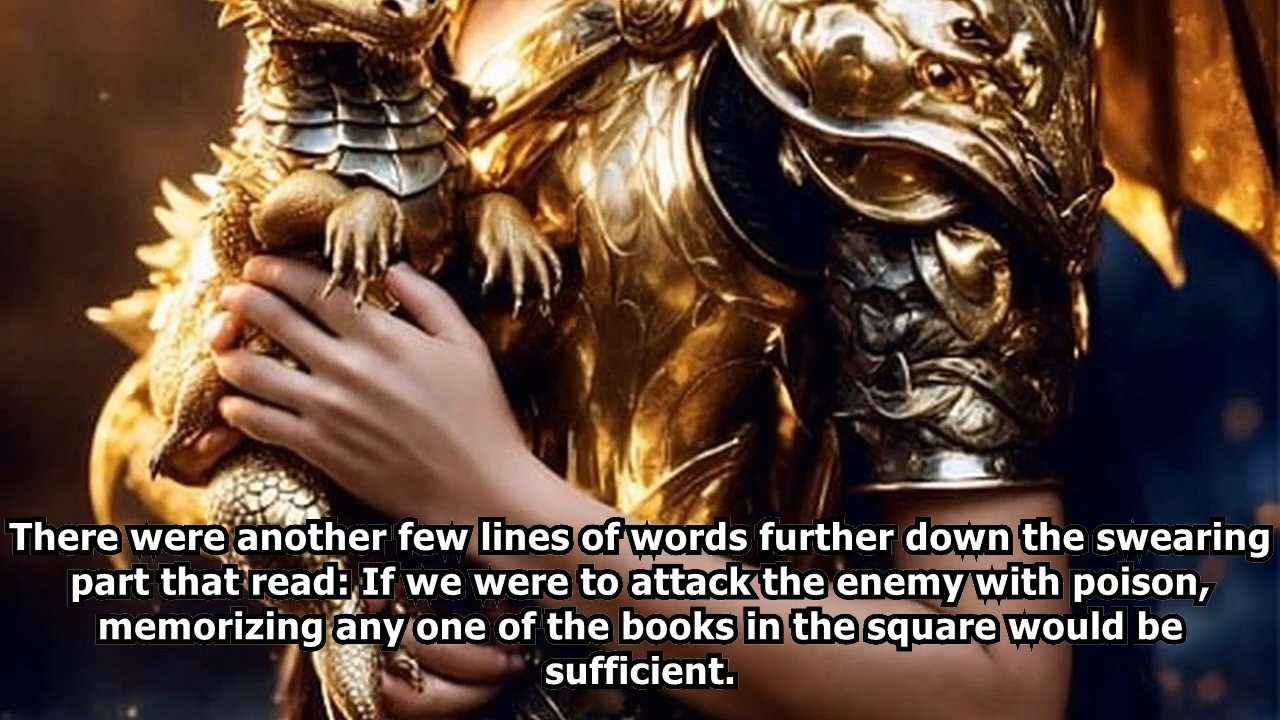 There were another few lines of words further down the swearing
part that read: If we were to attack the enemy with poison,
memorizing any one of the books in the square would be
sufficient.